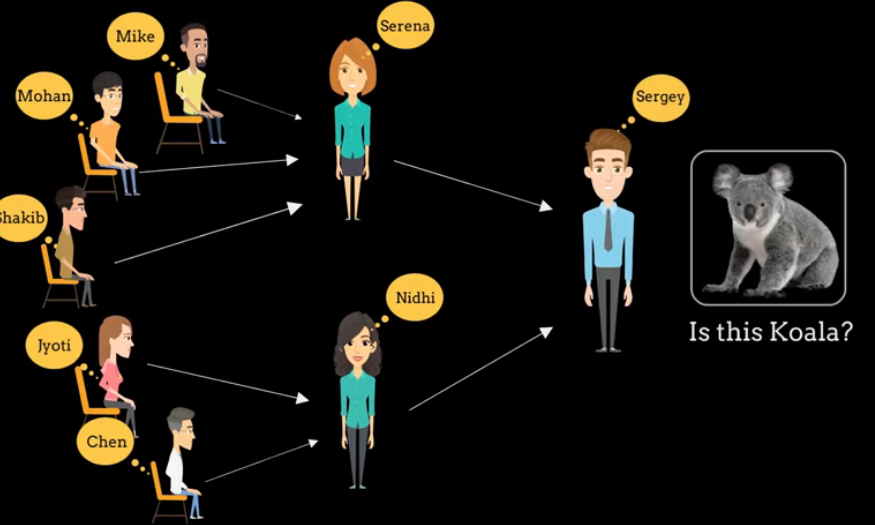 Mike
Serena
Mohan
Sergey
Shakib
Nidhi
Is this Koala?
Jyoti
Chen